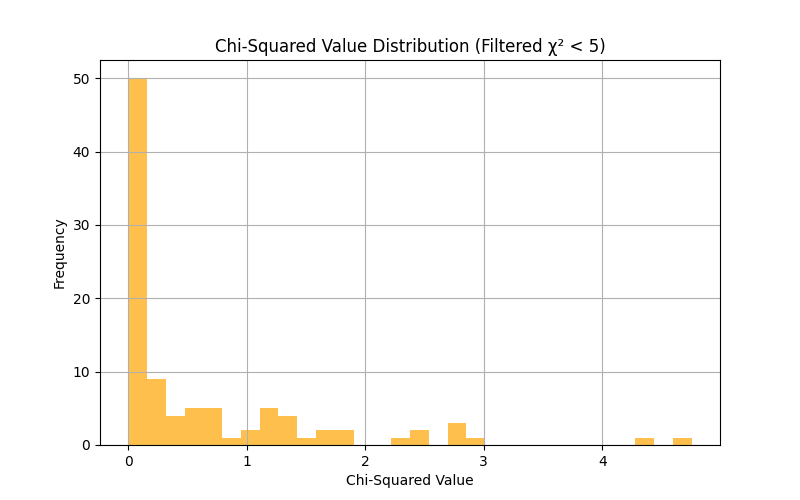 Chi-Squared Value Distribution (Filtered χ² < 5)
50
40
30
20
10
0
Frequency
0 1 2 3 4
Chi-Squared Value